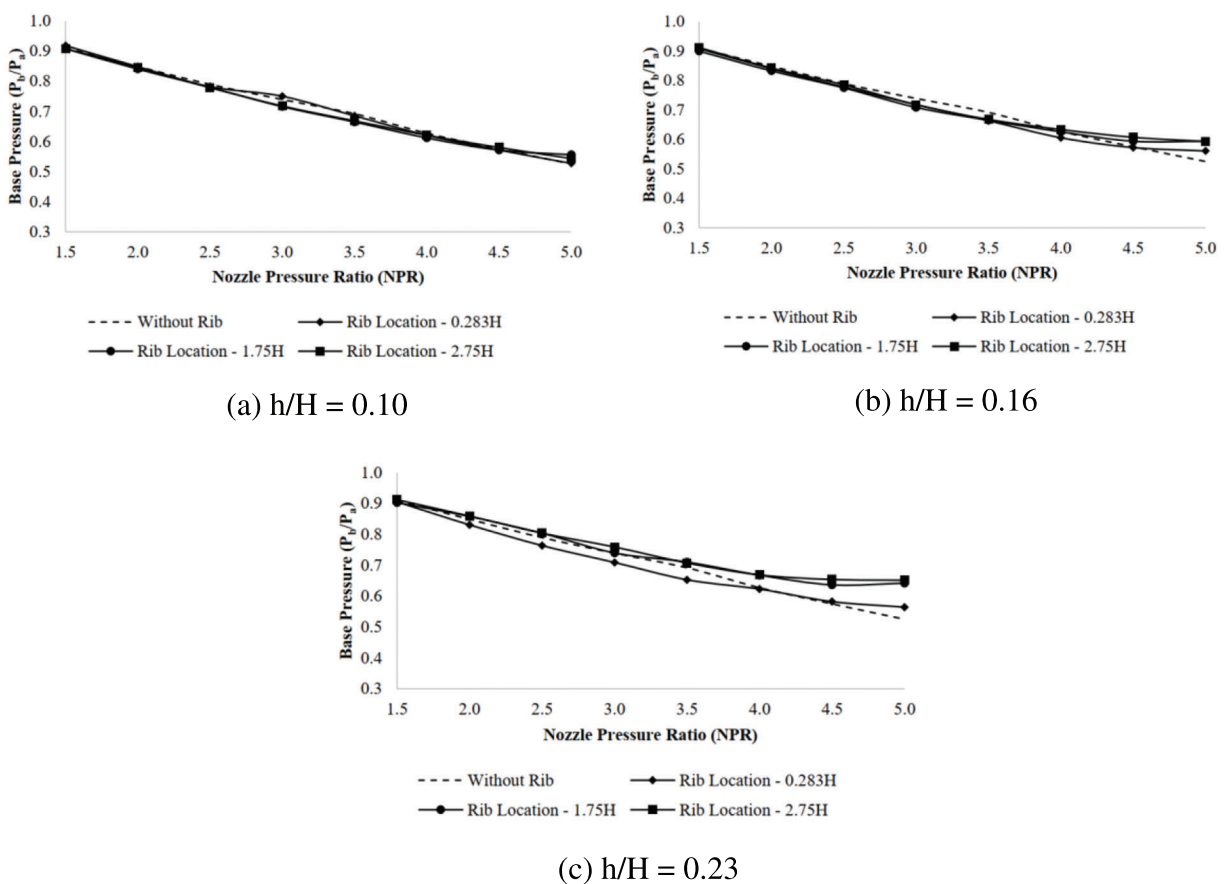 1.0
0.9
0.8
0.7
0.6
0.5
0.4
0.3
Base Pressure (Pb/Pa)
1.5 2.0 2.5 3.0 3.5 4.0 4.5 5.0
Nozzle Pressure Ratio (NPR)
Without Rib Rib Location - 0.283H
Rib Location - 1.75H Rib Location - 2.75H
(a) h/H = 0.10
1.0
0.9
0.8
0.7
0.6
0.5
0.4
0.3
Base Pressure (Pb/Pa)
1.5 2.0 2.5 3.0 3.5 4.0 4.5 5.0
Nozzle Pressure Ratio (NPR)
Without Rib Rib Location - 0.283H
Rib Location - 1.75H Rib Location - 2.75H
(b) h/H = 0.16
1.0
0.9
0.8
0.7
0.6
0.5
0.4
0.3
Base Pressure (Pb/Pa)
1.5 2.0 2.5 3.0 3.5 4.0 4.5 5.0
Nozzle Pressure Ratio (NPR)
Without Rib Rib Location - 0.283H
Rib Location - 1.75H Rib Location - 2.75H
(c) h/H = 0.23